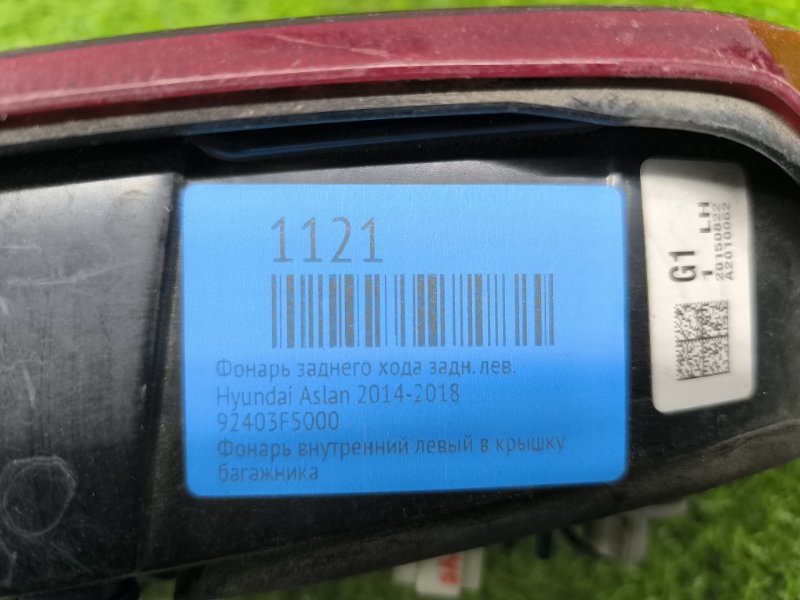 1121
Фонарь заднего хода задн. лев.
Hyundai Aslan 2014-2018
92403F5000
Фонарь внутренний левый в крышку
багажника
G1
1 LH
20150822
A2010062